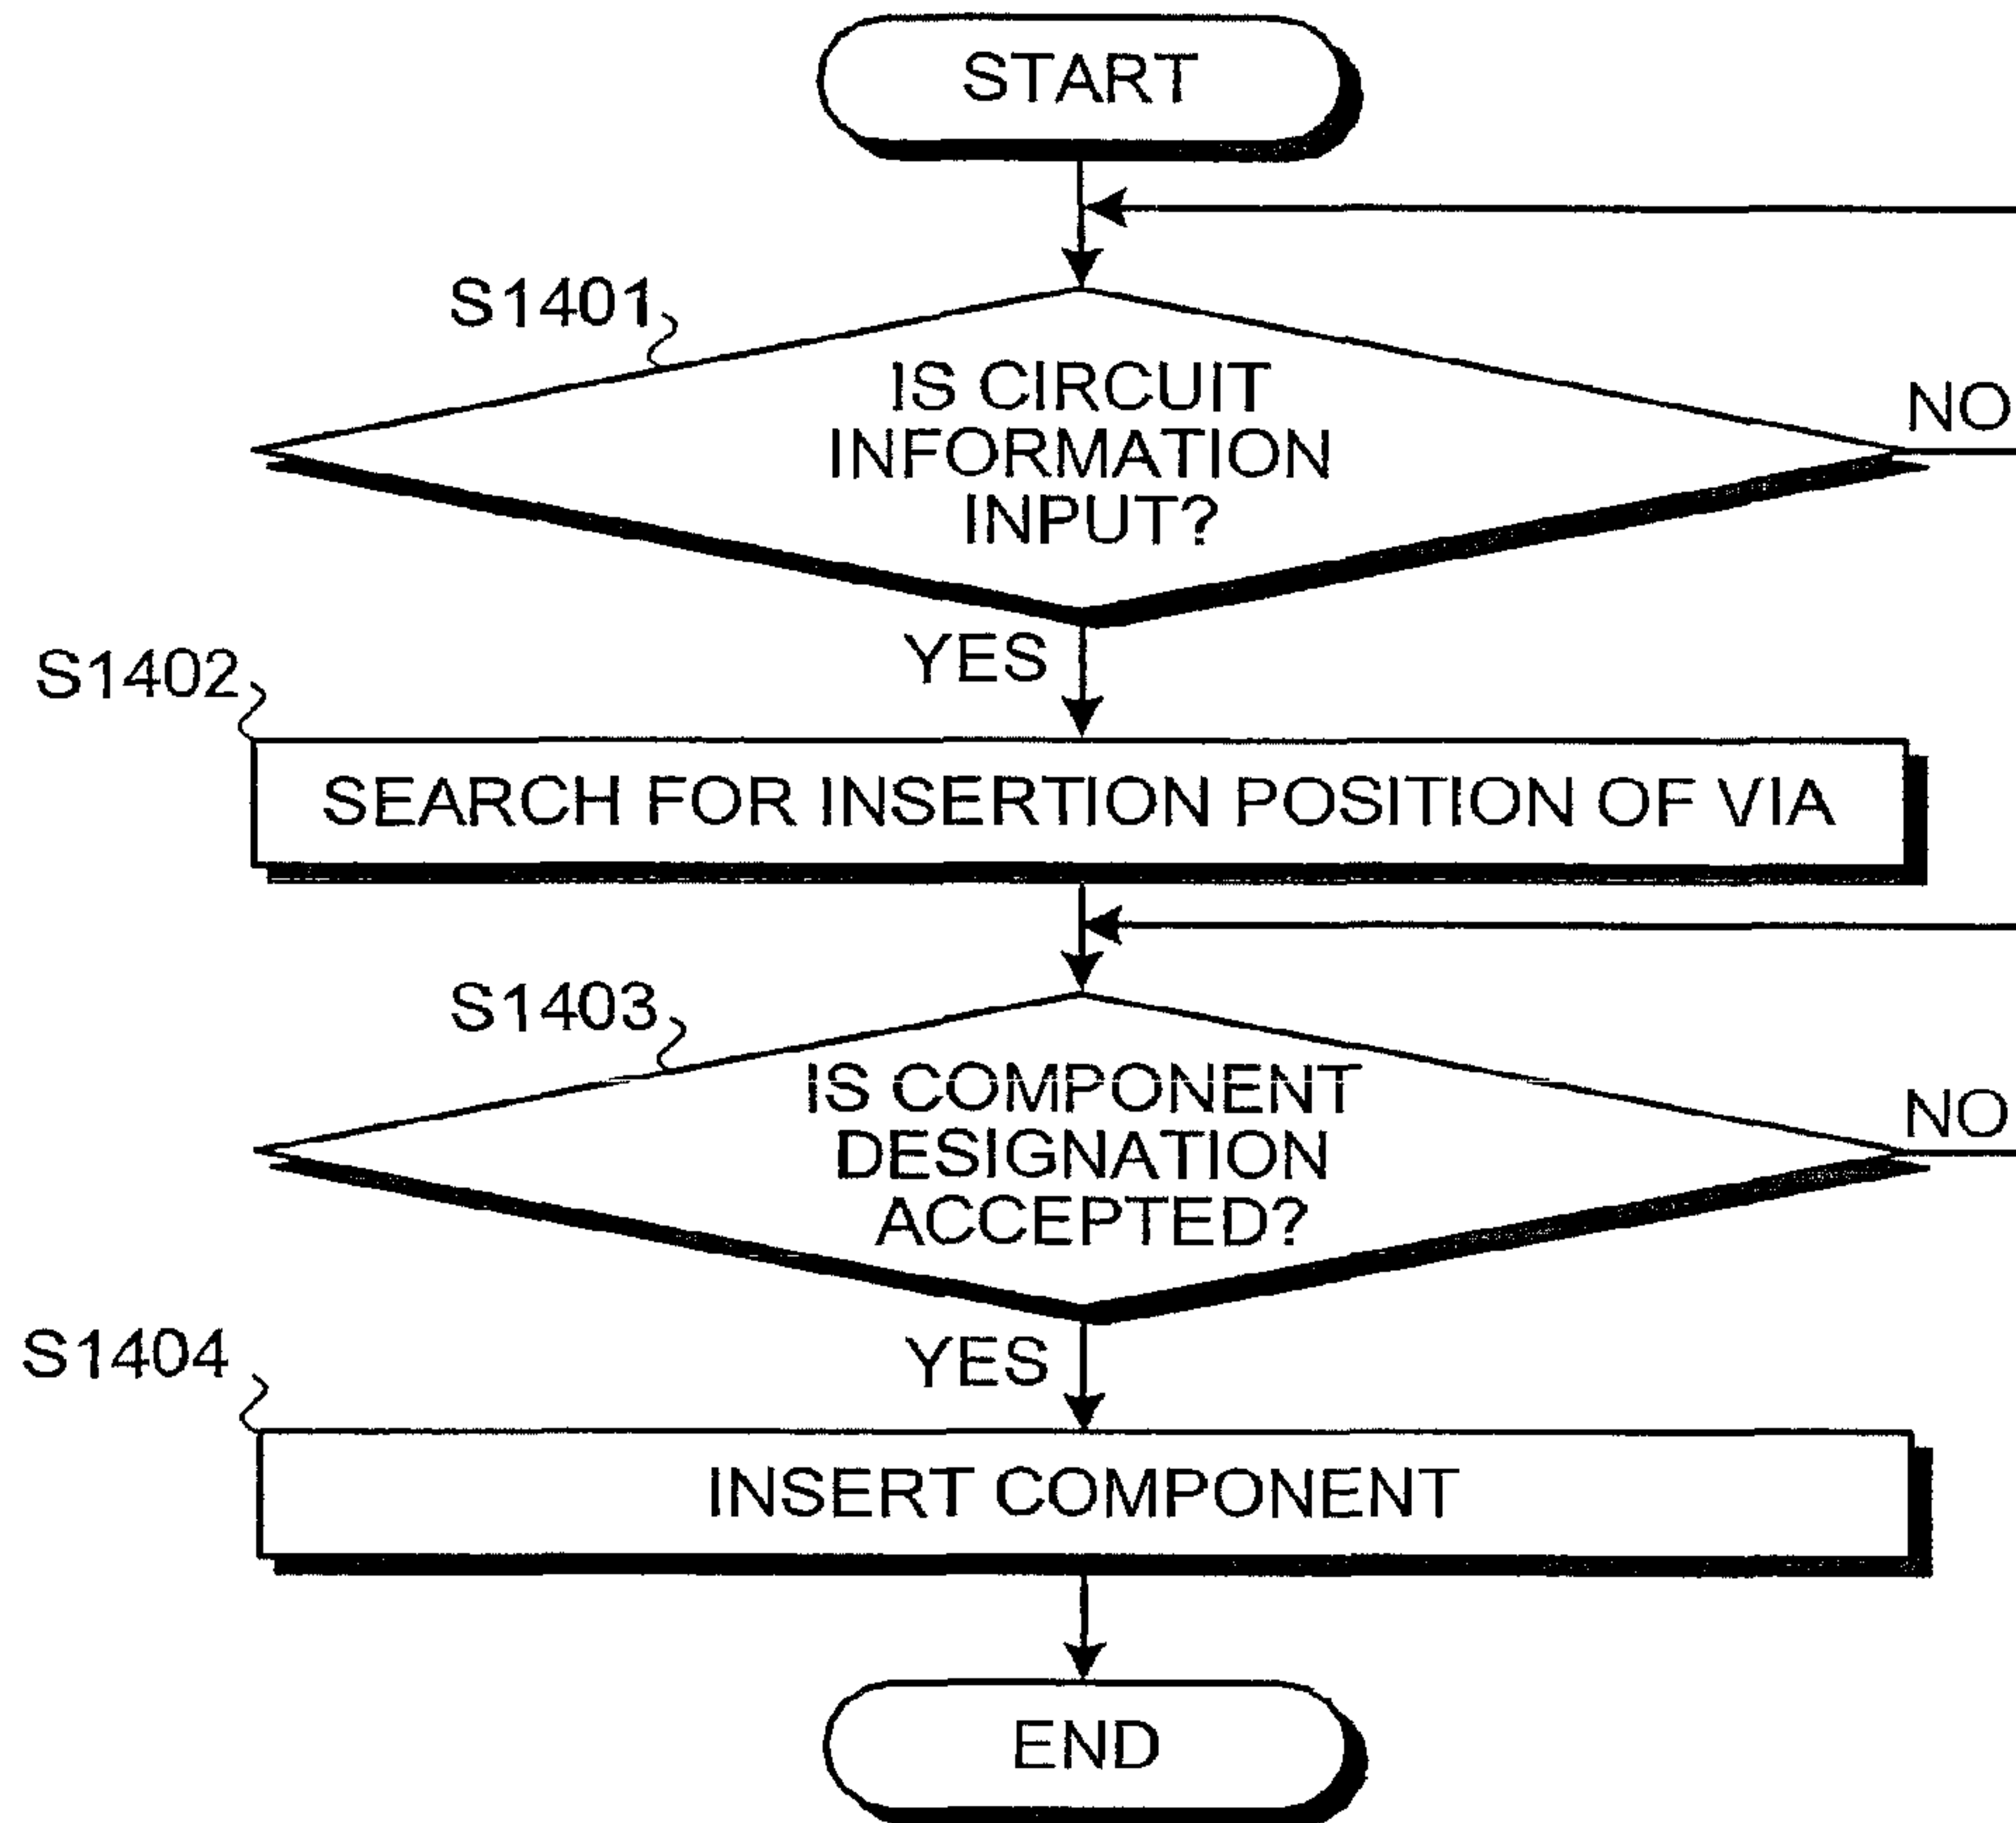 START
S1401
IS CIRCUIT
INFORMATION
INPUT?
NO
YES
S1402
SEARCH FOR INSERTION POSITION OF VIA
S1403
IS COMPONENT
DESIGNATION
ACCEPTED?
NO
YES
S1404
INSERT COMPONENT
END